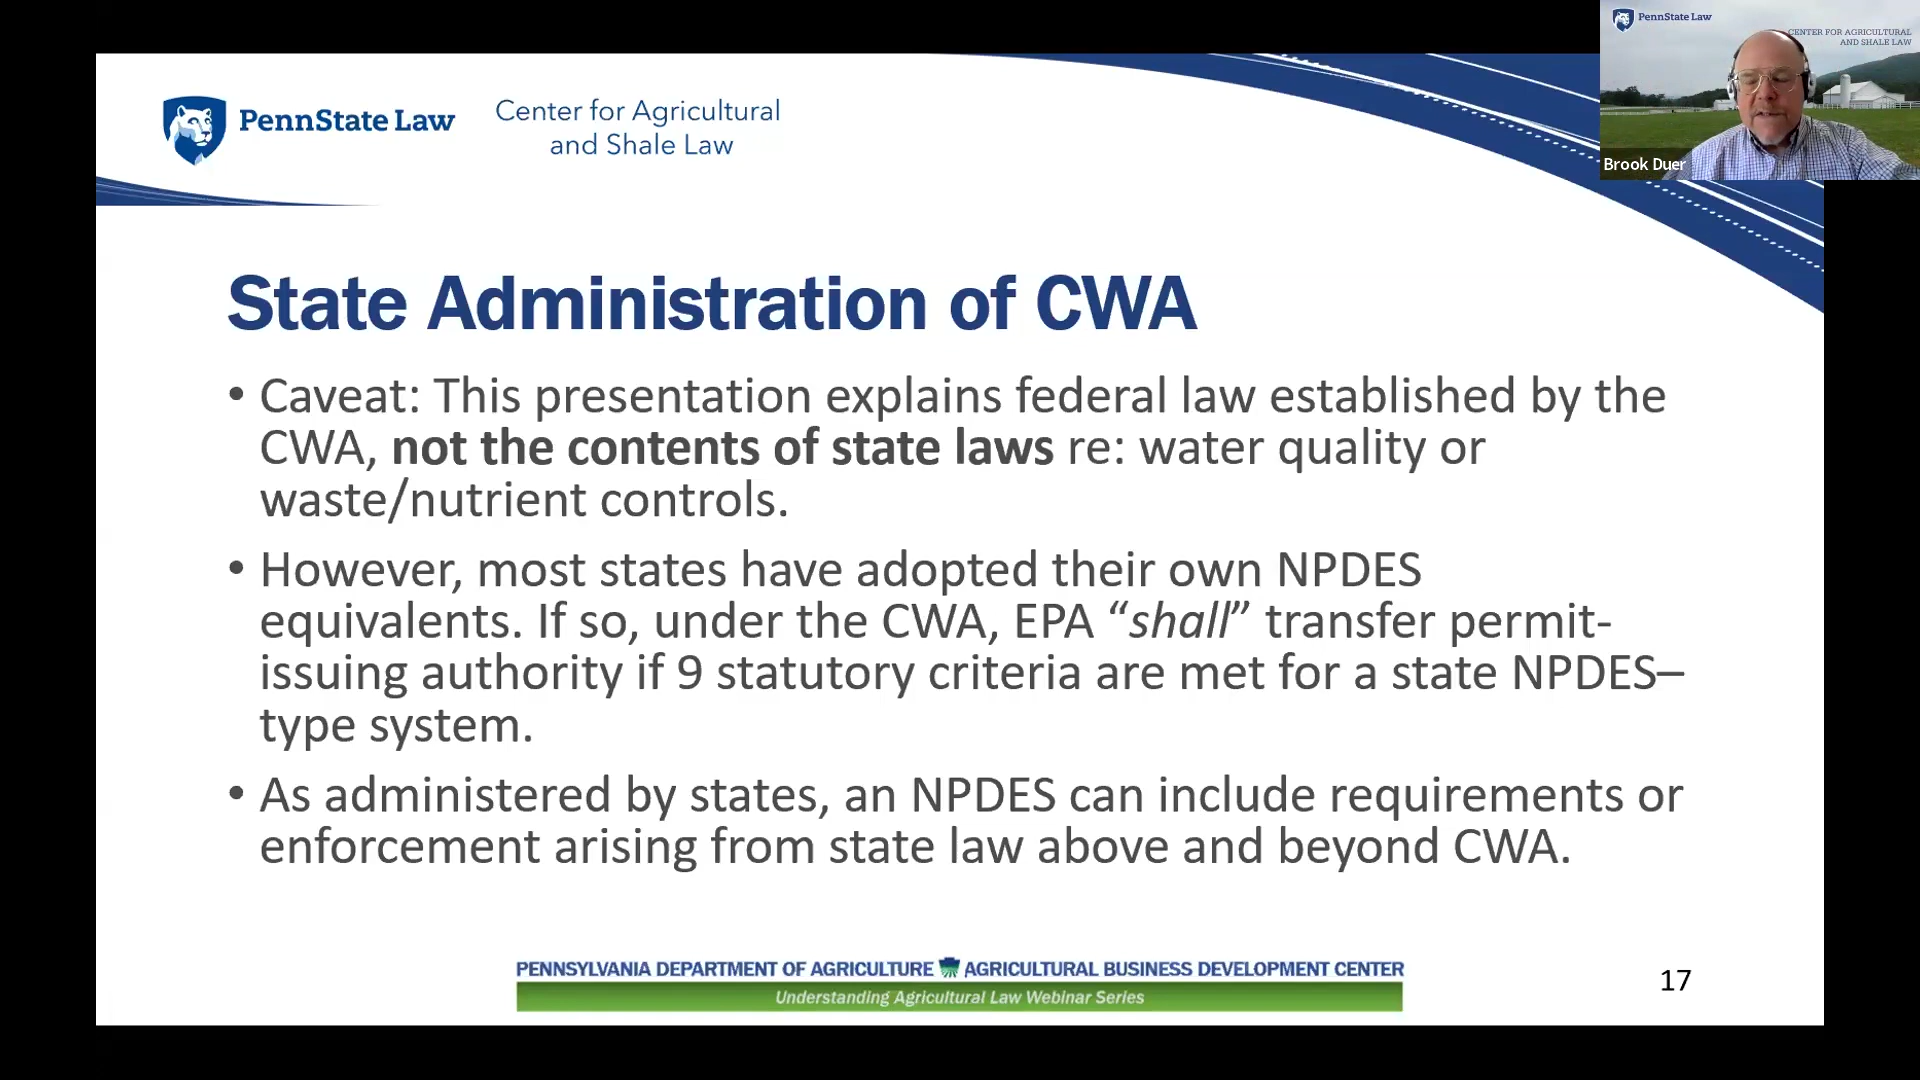 PennStateLaw
CENTER FOR AGRICULTURAL
AND SHALE LAW
Brook Duer
PennState Law
Center for Agricultural
and Shale Law
State Administration of CWA
• Caveat: This presentation explains federal law established by the
CWA, not the contents of state laws re: water quality or
waste/nutrient controls.
• However, most states have adopted their own NPDES
equivalents. If so, under the CWA, EPA “shall” transfer permit-
issuing authority if 9 statutory criteria are met for a state NPDES–
type system.
• As administered by states, an NPDES can include requirements or
enforcement arising from state law above and beyond CWA.
PENNSYLVANIA DEPARTMENT OF AGRICULTURE AGRICULTURAL BUSINESS DEVELOPMENT CENTER
Understanding Agricultural Law Webinar Series
17